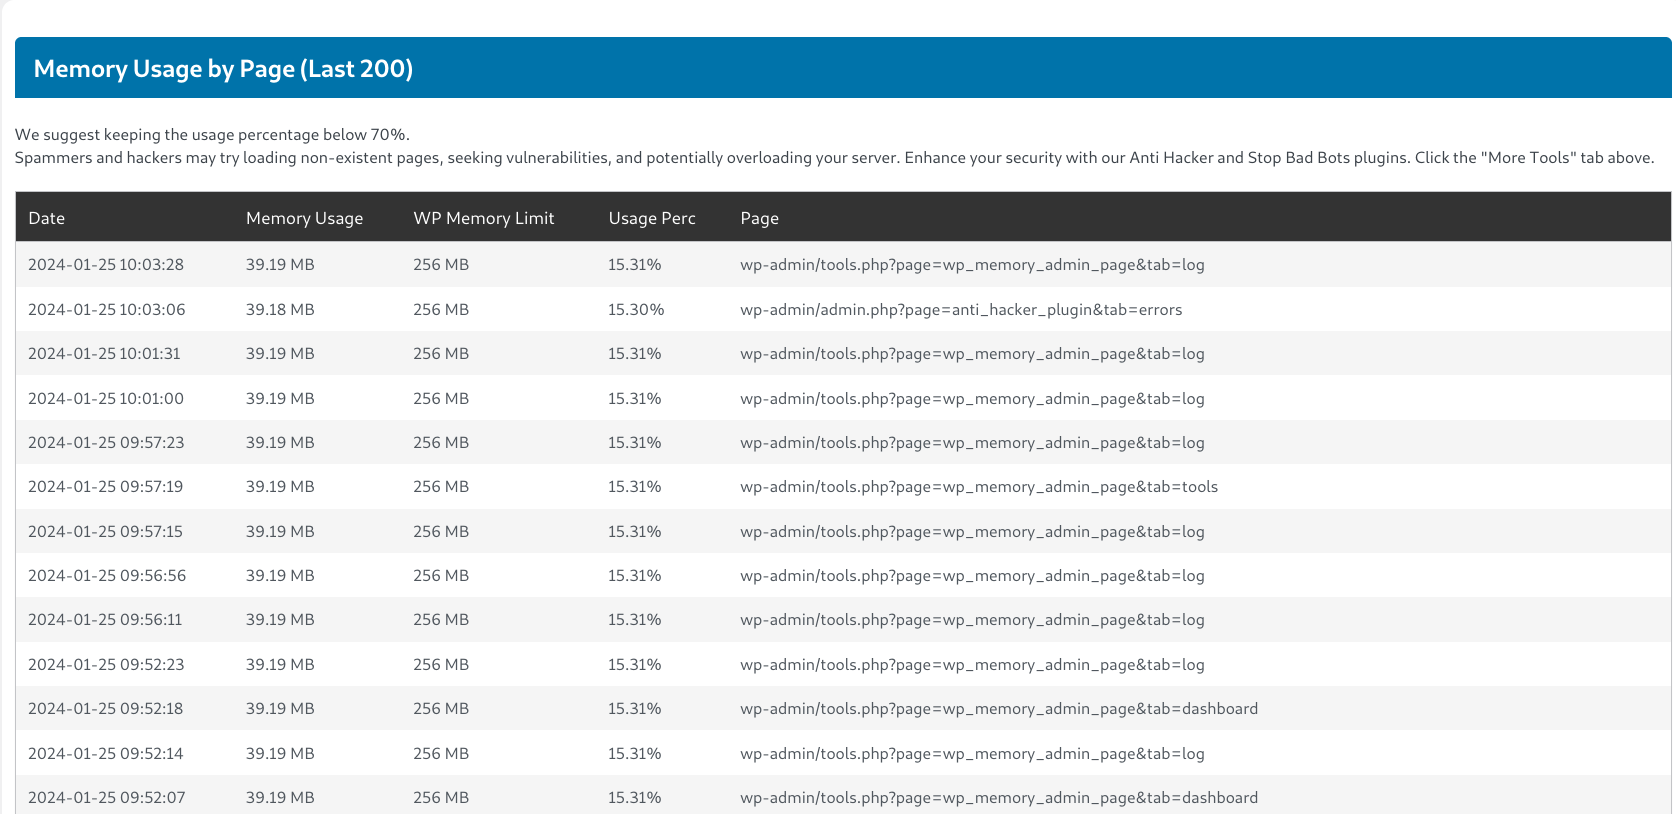 Memory Usage by Page (Last 200)
We suggest keeping the usage percentage below 70%.
Spammers and hackers may try loading non-existent pages, seeking vulnerabilities, and potentially overloading your server. Enhance your security with our Anti Hacker and Stop Bad Bots plugins. Click the "More Tools" tab above.
Date Memory Usage WP Memory Limit Usage Perc Page
2024-01-25 10:03:28 39.19 MB 256 MB 15.31% wp-admin/tools.php?page=wp_memory_admin_page&tab=log
2024-01-25 10:03:06 39.18 MB 256 MB 15.30% wp-admin/admin.php?page=anti_hacker_plugin&tab=errors
2024-01-25 10:01:31 39.19 MB 256 MB 15.31% wp-admin/tools.php?page=wp_memory_admin_page&tab=log
2024-01-25 10:01:00 39.19 MB 256 MB 15.31% wp-admin/tools.php?page=wp_memory_admin_page&tab=log
2024-01-25 09:57:23 39.19 MB 256 MB 15.31% wp-admin/tools.php?page=wp_memory_admin_page&tab=log
2024-01-25 09:57:19 39.19 MB 256 MB 15.31% wp-admin/tools.php?page=wp_memory_admin_page&tab=tools
2024-01-25 09:57:15 39.19 MB 256 MB 15.31% wp-admin/tools.php?page=wp_memory_admin_page&tab=log
2024-01-25 09:56:56 39.19 MB 256 MB 15.31% wp-admin/tools.php?page=wp_memory_admin_page&tab=log
2024-01-25 09:56:11 39.19 MB 256 MB 15.31% wp-admin/tools.php?page=wp_memory_admin_page&tab=log
2024-01-25 09:52:23 39.19 MB 256 MB 15.31% wp-admin/tools.php?page=wp_memory_admin_page&tab=log
2024-01-25 09:52:18 39.19 MB 256 MB 15.31% wp-admin/tools.php?page=wp_memory_admin_page&tab=dashboard
2024-01-25 09:52:14 39.19 MB 256 MB 15.31% wp-admin/tools.php?page=wp_memory_admin_page&tab=log
2024-01-25 09:52:07 39.19 MB 256 MB 15.31% wp-admin/tools.php?page=wp_memory_admin_page&tab=dashboard